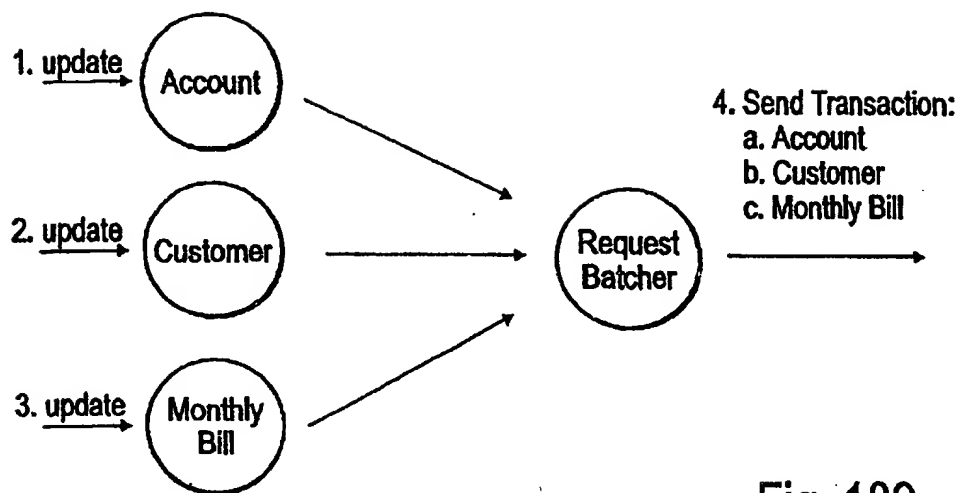 1. update
Account
2. update
Customer
3. update
Monthly
Bill
Request
Batcher
4. Send Transaction:
a. Account
b. Customer
c. Monthly Bill